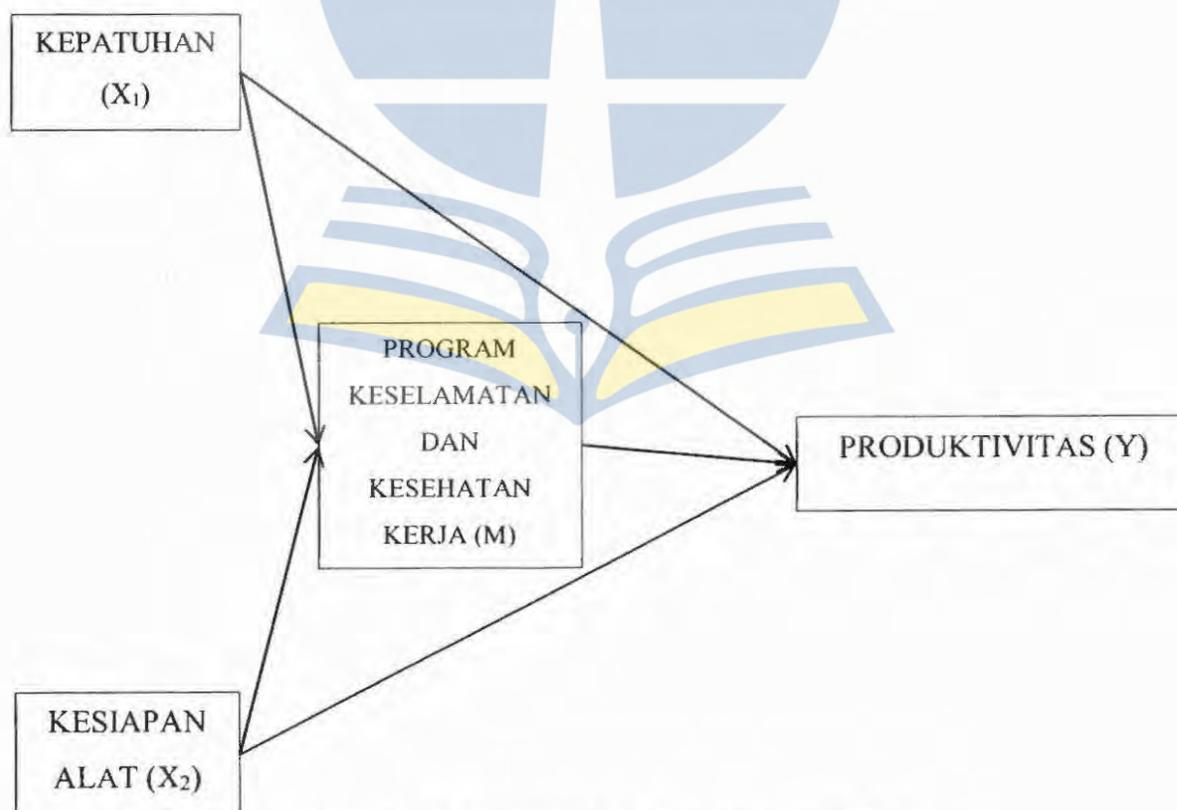 KEPATUHAN
(X₁)
PROGRAM
KESELAMATAN
DAN
KESEHATAN
KERJA (M)
PRODUKTIVITAS (Y)
KESIAPAN
ALAT (X₂)